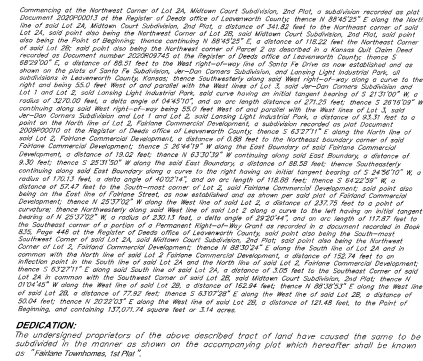 Commencing at the Northwest Corner of Lot 2A, Midtown Court Subdivision, a subdivision recorded as plat
Document 2020P00013 at the Register of Deeds office of Leavenworth County; thence N 88°45'25" E along the North
line of said Lot 2A, Midtown Court Subdivision, 2nd Plat, a distance of 341.82 feet to the Northeast corner of said
Lot 2A, said point also being the Northwest corner of Lot 2B, said Midtown Court Subdivision, 2nd Plat, said point
also being the Point of Beginning; thence continuing N 88°45'25" E, a distance of 118.22 feet to the Northeast Corner
of said Lot 2B; said point also being the Northwest corner of Parcel 2 as described in a Kansas Quit Claim Deed
recorded as Document number 2020R09745 at the Register of Deeds office of Leavenworth County; thence S
68°29'00" E, a distance of 88.51 feet to the West right-of-way line of Santa Fe Drive as now established and as
shown on the plats of Santa Fe Subdivision, Jer-Don Corners Subdivision, and Lansing Light Industrial Park, all
subdivisions in Leavenworth County, Kansas; thence Southeasterly along said West right-of-way along a curve to the
right and being 55.0 feet West of and parallel with the West lines of Lot 3, said Jer-Dan Corners Subdivision and
Lot 1 and Lot 2, said Lansing Light Industrial Park, said curve having an initial tangent bearing of S 21°31'00" W, a
radius of 3270.00 feet, a delta angle of 04°45'10", and an arc length distance of 271.25 feet; thence S 26°16'09" W
continuing along said West right-of-way being 55.0 feet West of and parallel with the West lines of Lot 3, said
Jer-Dan Corners Subdivision and Lot 1 and Lot 2, said Lansing Light Industrial Park, a distance of 93.31 feet to a
point on the North line of Lot 2, Fairlane Commercial Development, a subdivision recorded as plat Document
2009P00010 at the Register of Deeds office of Leavenworth County; thence S 63°27'11" E along the North line of
said Lot 2, Fairlane Commercial Development, a distance of 0.68 feet to the Northeast boundary corner of said
Fairlane Commercial Development; thence S 26°44'19" W along the East boundary of said Fairlane Commercial
Development, a distance of 19.02 feet; thence N 63°30'39" W continuing along said East Boundary, a distance of
9.30 feet; thence S 25°31'50" W along the said East boundary, a distance of 88.58 feet; thence Southeasterly
continuing along said East boundary along a curve to the right having an initial tangent bearing of S 24°56'10" W, a
radius of 170.13 feet, a delta angle of 40°02'14", and an arc length of 118.88 feet; thence S 64°22'59" W, a
distance of 57.47 feet to the South-most corner of Lot 2, said Fairlane Commercial Development; said point also
being on the East line of Fairlane Street, as now established and as shown per said plat of Fairlane Commercial
Development; thence N 25°37'02" W along the West line of said Lot 2, a distance of 237.75 feet to a point of
curvature; thence Northwesterly along said West line of said Lot 2 along a curve to the left having an initial tangent
bearing of N 25°37'02" W, a radius of 230.13 feet, a delta angle of 29°20'44", and an arc length of 117.87 feet to
the Southeast corner of a portion of a Permanent Right-of-Way Grant as recorded in a document recorded in Book
835, Page 448 at the Register of Deeds office of Leavenworth County, said point also being the South-most
Southwest Corner of said Lot 2A, said Midtown Court Subdivision, 2nd Plat; said point also being the Northwest
Corner of Lot 2, Fairlane Commercial Development; thence N 88°30'24" E along the South line of Lot 2A and in
common with the North line of said Lot 2 Fairlane Commercial Development, a distance of 152.74 feet to an
inflection point in the South line of said Lot 2A and the North line of said Lot 2, Fairlane Commercial Development;
thence S 63°27'11" E along said South line of said Lot 2A, a distance of 3.05 feet to the Southeast Corner of said
Lot 2A in common with the Southwest Corner of said Lot 2B, said Midtown Court Subdivision, 2nd Plat; thence N
01°04'45" W along the West line of said Lot 2B, a distance of 162.94 feet; thence N 86°38'53" E along the West line
of said Lot 2B, a distance of 77.92 feet; thence S 67°07'28" E along the West line of said Lot 2B, a distance of
50.04 feet; thence N 20°22'03" E along the West line of said Lot 2B, a distance of 121.48 feet, to the Point of
Beginning, and containing 137,071.74 square feet or 3.14 acres.
DEDICATION:
The undersigned proprietors of the above described tract of land have caused the same to be
subdivided in the manner as shown on the accompanying plat which hereafter shall be known
as "Fairlane Townhomes, 1st Plat".